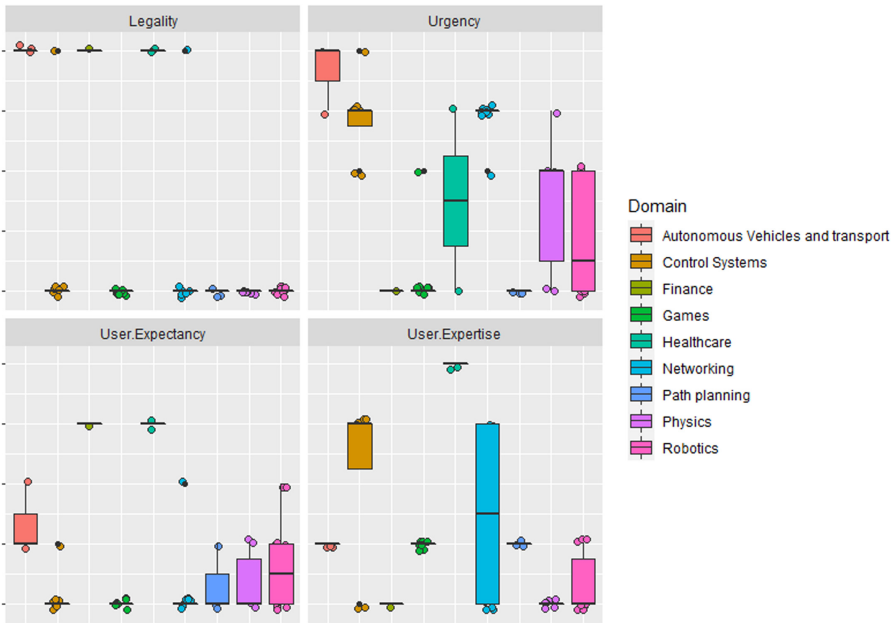 Legality
Urgency
User.Expectancy
User.Expertise
Domain
Autonomous Vehicles and transport
Control Systems
Finance
Games
Healthcare
Networking
Path planning
Physics
Robotics